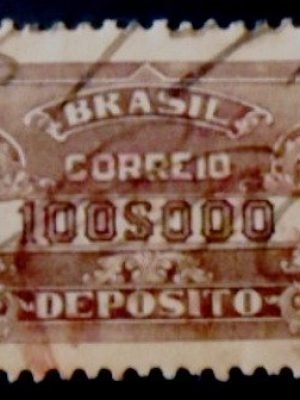 BRASIL
CORREIO
100$000
DEPOSITO